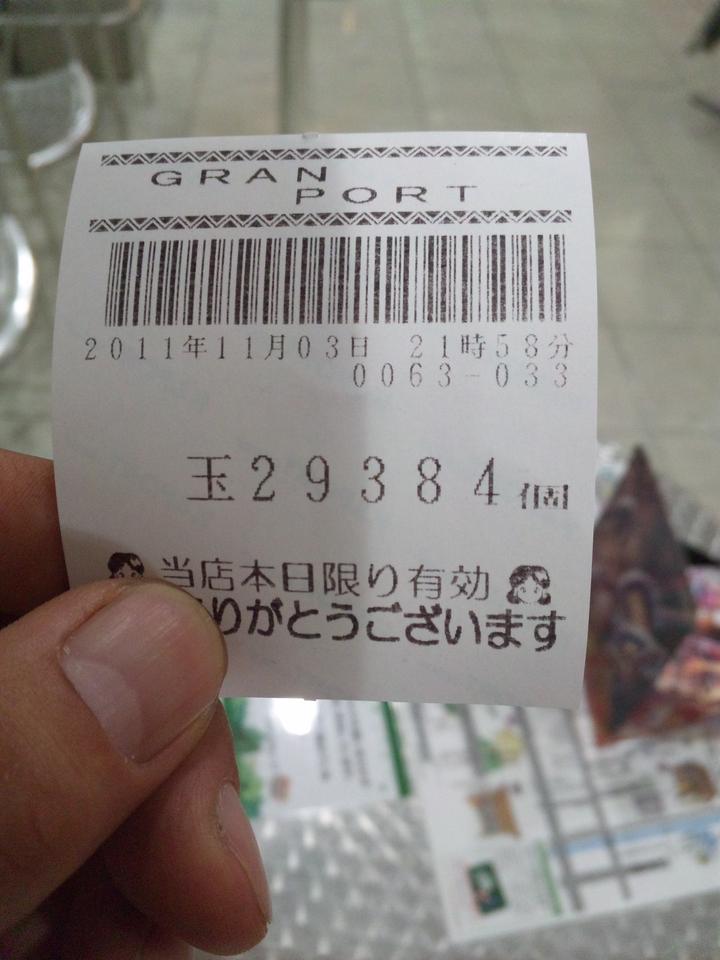 GRAN
PORT
2011年11月03日 21時58分
0063-033
玉29384個
当店本日限り有効
りがとうございます